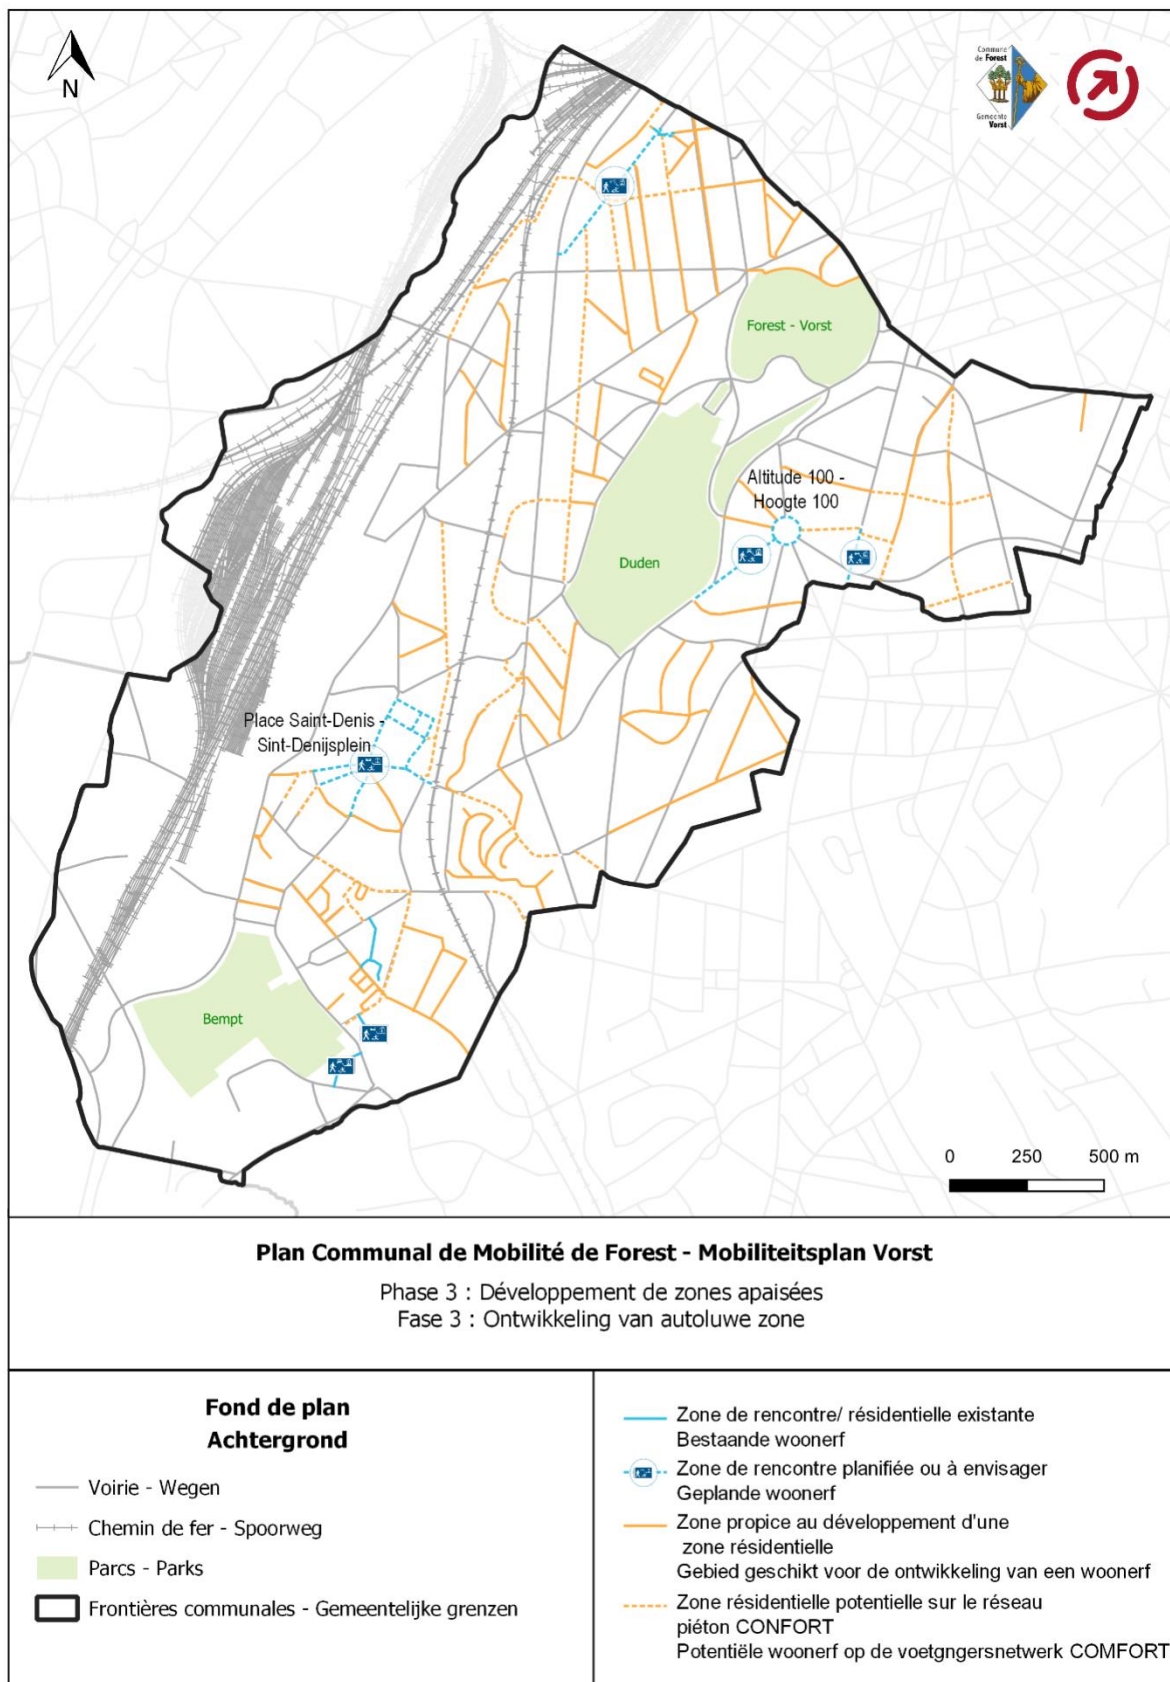 N
Commune
de Forest
Gemeente
Vorst
Forest - Vorst
Altitude 100 -
Hoogte 100
Duden
Place Saint-Denis -
Sint-Denijsplein
Bempt
0 250 500 m
Plan Communal de Mobilité de Forest - Mobiliteitsplan Vorst
Phase 3 : Développement de zones apaisées
Fase 3 : Ontwikkeling van autoluwe zone
Fond de plan
Achtergrond
Voirie - Wegen
Chemin de fer - Spoorweg
Parcs - Parks
Frontières communales - Gemeentelijke grenzen
Zone de rencontre/ résidentielle existante
Bestaande woonerf
Zone de rencontre planifiée ou à envisager
Geplande woonerf
Zone propice au développement d'une
zone résidentielle
Gebied geschikt voor de ontwikkeling van een woonerf
Zone résidentielle potentielle sur le réseau
piéton CONFORT
Potentiële woonerf op de voetgngersnetwerk COMFORT